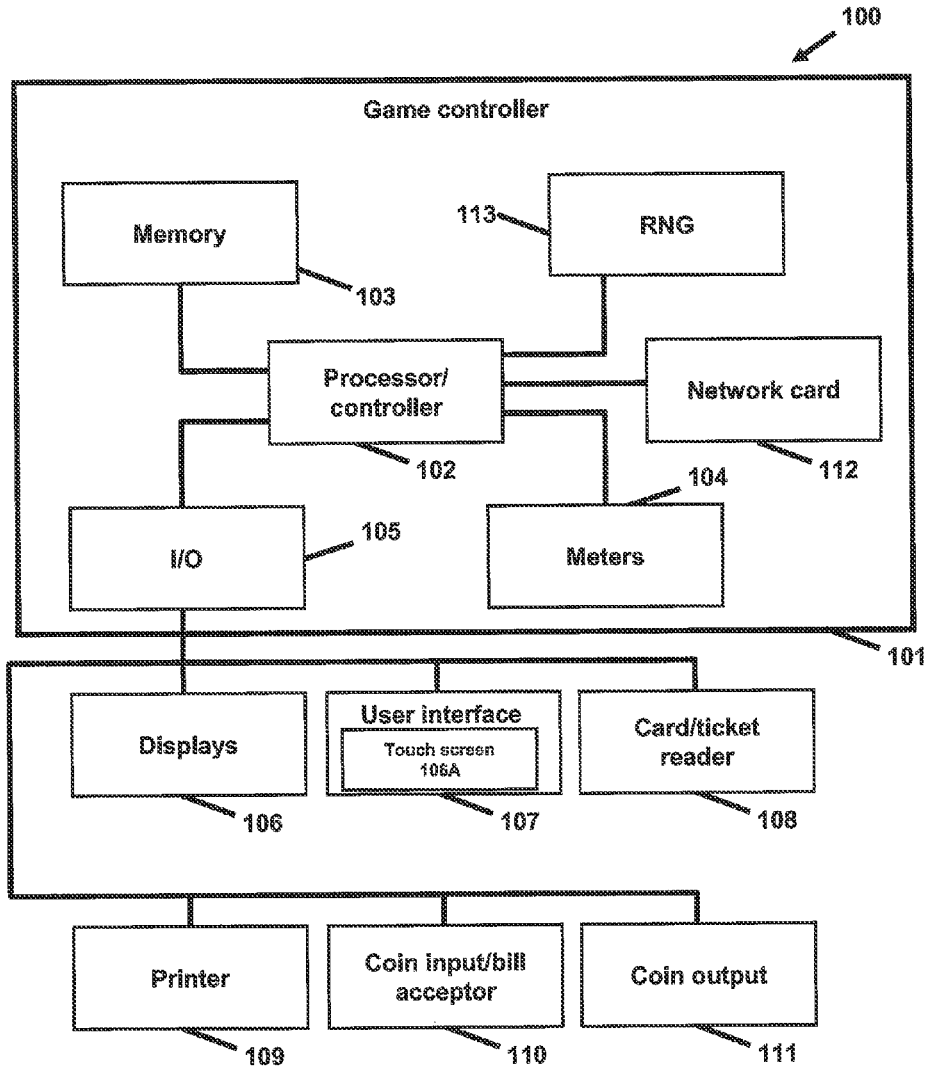 100
Game controller
Memory
103
113
RNG
Processor/
controller
102
Network card
112
I/O
105
104
Meters
101
Displays
106
User interface
Touch screen
106A
107
Card/ticket
reader
108
Printer
109
Coin input/bill
acceptor
110
Coin output
111